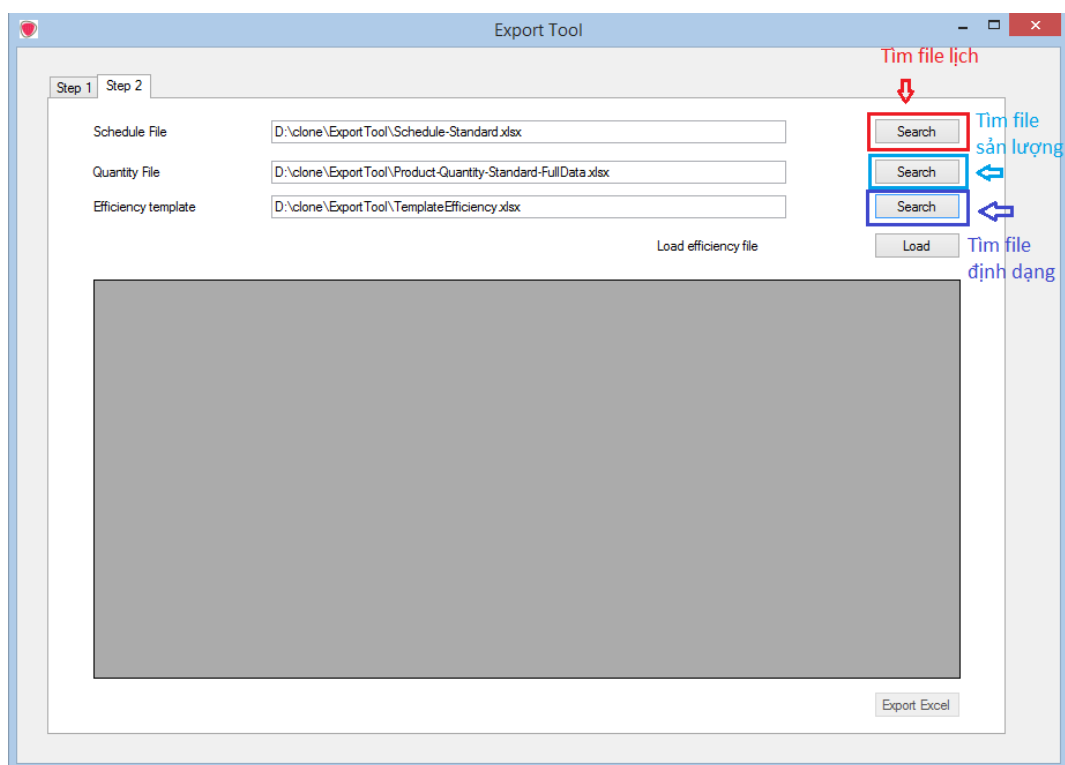 Export Tool
Tìm file lịch
Step 1 Step 2
Schedule File D:\clone\ExportTool\Schedule-Standard.xlsx Search
Tìm file
sản lượng
Quantity File D:\clone\ExportTool\Product-Quantity-Standard-FullData.xlsx Search
Efficiency template D:\clone\ExportTool\TemplateEfficiency.xlsx Search
Load efficiency file Load
Tìm file
định dạng
Export Excel